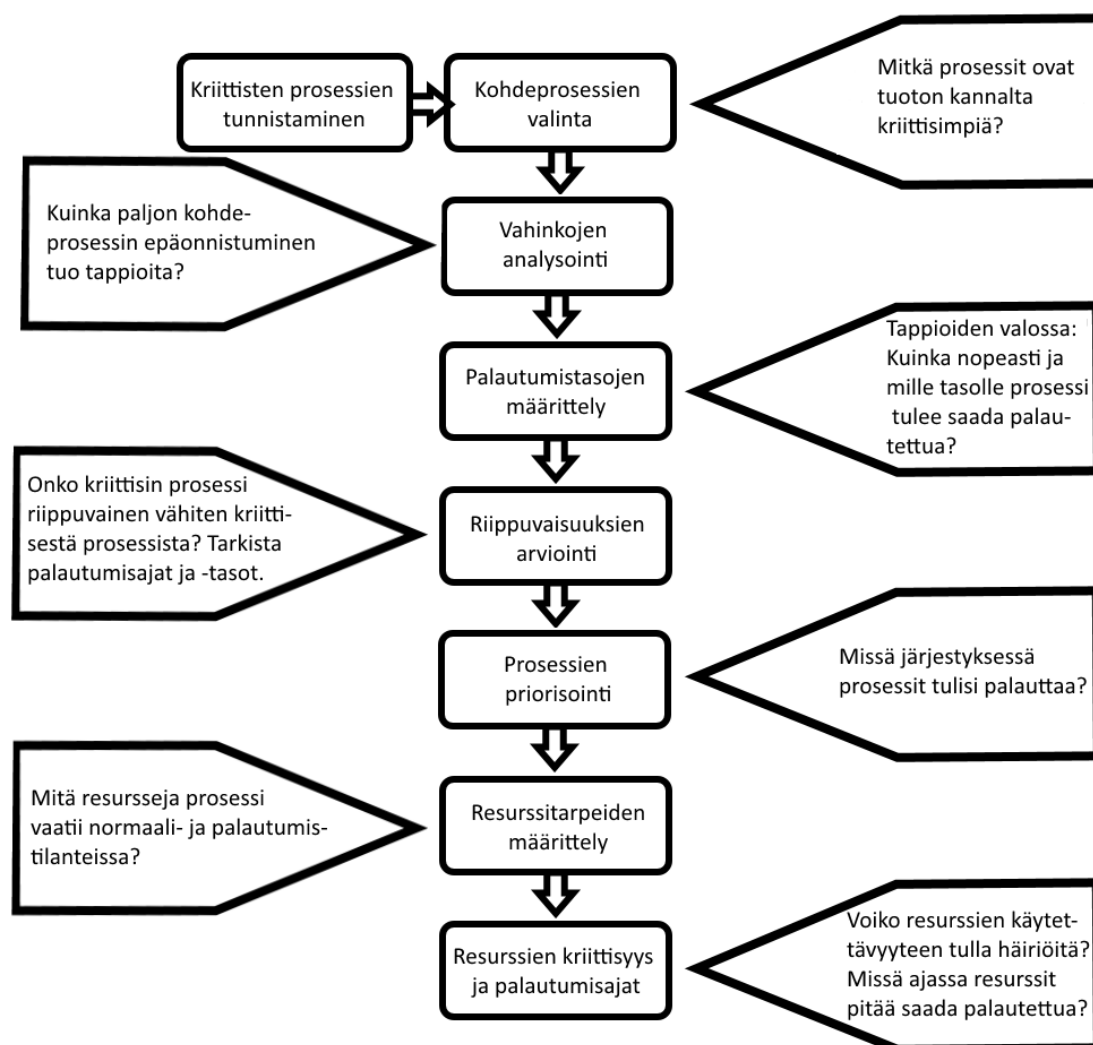 Kriittisten prosessien
tunnistaminen
Kohdeprosessien
valinta
Mitkä prosessit ovat
tuoton kannalta
kriittisimpiä?
Kuinka paljon kohde-
prosessin epäonnistuminen
tuo tappioita?
Vahinkojen
analysointi
Palautumistasojen
määrittely
Tappioiden valossa:
Kuinka nopeasti ja
mille tasolle prosessi
tulee saada palau-
tettua?
Onko kriittisin prosessi
riippuvainen vähiten kriitti-
sestä prosessista? Tarkista
palautumisajat ja -tasot.
Riippuvaisuuksien
arviointi
Prosessien
priorisointi
Missä järjestyksessä
prosessit tulisi palauttaa?
Mitä resursseja prosessi
vaatii normaali- ja palautumis-
tilanteissa?
Resurssitarpeiden
määrittely
Resurssien kriittisyys
ja palautumisajat
Voiko resurssien käytet-
tävyyteen tulla häiriöitä?
Missä ajassa resurssit
pitää saada palautettua?